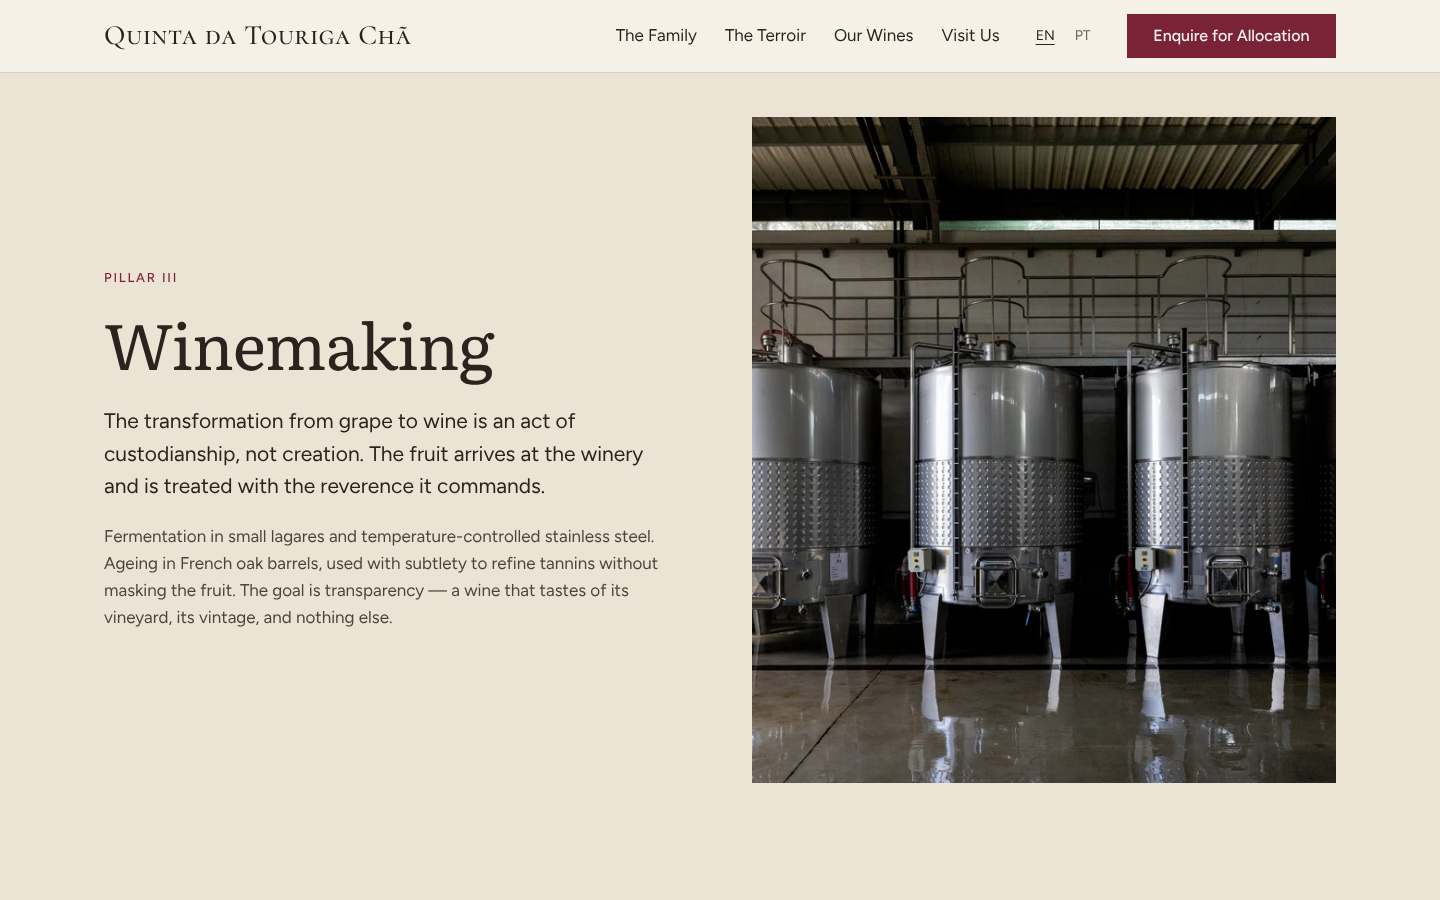 Quinta da Touriga Chã
The Family The Terroir Our Wines Visit Us EN PT Enquire for Allocation
PILLAR III
Winemaking
The transformation from grape to wine is an act of
custodianship, not creation. The fruit arrives at the winery
and is treated with the reverence it commands.
Fermentation in small lagares and temperature-controlled stainless steel.
Ageing in French oak barrels, used with subtlety to refine tannins without
masking the fruit. The goal is transparency — a wine that tastes of its
vineyard, its vintage, and nothing else.